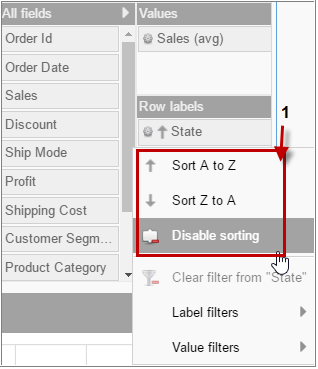 All fields
Order Id
Order Date
Sales
Discount
Ship Mode
Profit
Shipping Cost
Customer Segm...
Product Category
Values
Sales (avg)
Row labels
State
1
Sort A to Z
Sort Z to A
Disable sorting
Clear filter from "State"
Label filters
Value filters